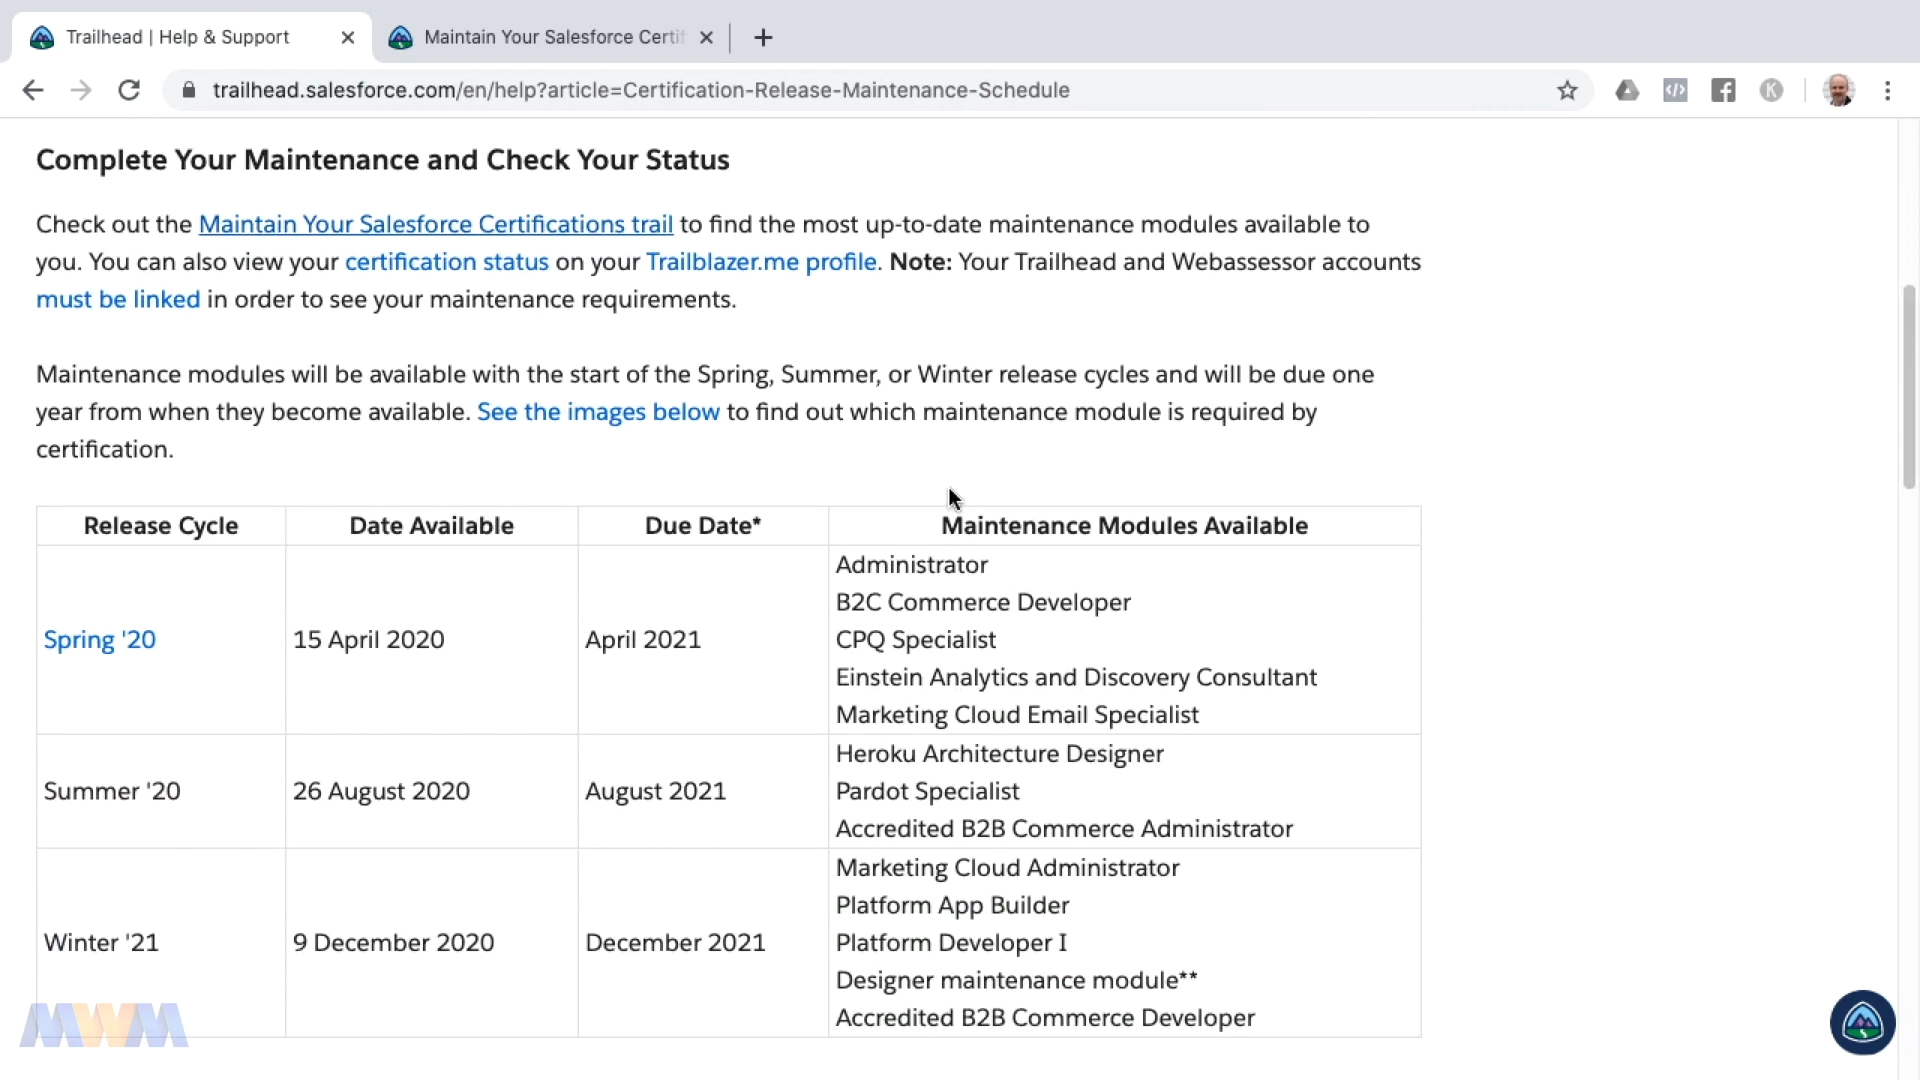 Trailhead | Help & Support
Maintain Your Salesforce Certif
trailhead.salesforce.com/en/help?article=Certification-Release-Maintenance-Schedule
K
Complete Your Maintenance and Check Your Status
Check out the Maintain Your Salesforce Certifications trail to find the most up-to-date maintenance modules available to
you. You can also view your certification status on your Trailblazer.me profile. Note: Your Trailhead and Webassessor accounts
must be linked in order to see your maintenance requirements.
Maintenance modules will be available with the start of the Spring, Summer, or Winter release cycles and will be due one
year from when they become available. See the images below to find out which maintenance module is required by
certification.
Release Cycle Date Available Due Date* Maintenance Modules Available
Administrator
B2C Commerce Developer
Spring '20 15 April 2020 April 2021 CPQ Specialist
Einstein Analytics and Discovery Consultant
Marketing Cloud Email Specialist
Heroku Architecture Designer
Summer '20 26 August 2020 August 2021 Pardot Specialist
Accredited B2B Commerce Administrator
Marketing Cloud Administrator
Platform App Builder
Winter '21 9 December 2020 December 2021 Platform Developer I
Designer maintenance module**
Accredited B2B Commerce Developer
MWM